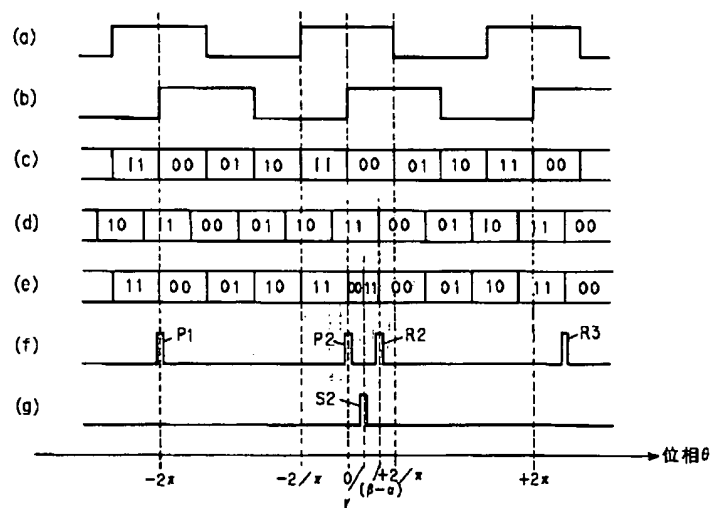 (a)
(b)
(c) 11 00 01 10 11 00 01 10 11 00
(d) 10 11 00 01 10 11 00 01 10 11 00
(e) 11 00 01 10 11 00 11 00 01 10 11 00
(f) P1 P2 R2 R3
(g) S2
位相θ
-2π -2/π 0 +2/π +2π
γ (β-α)